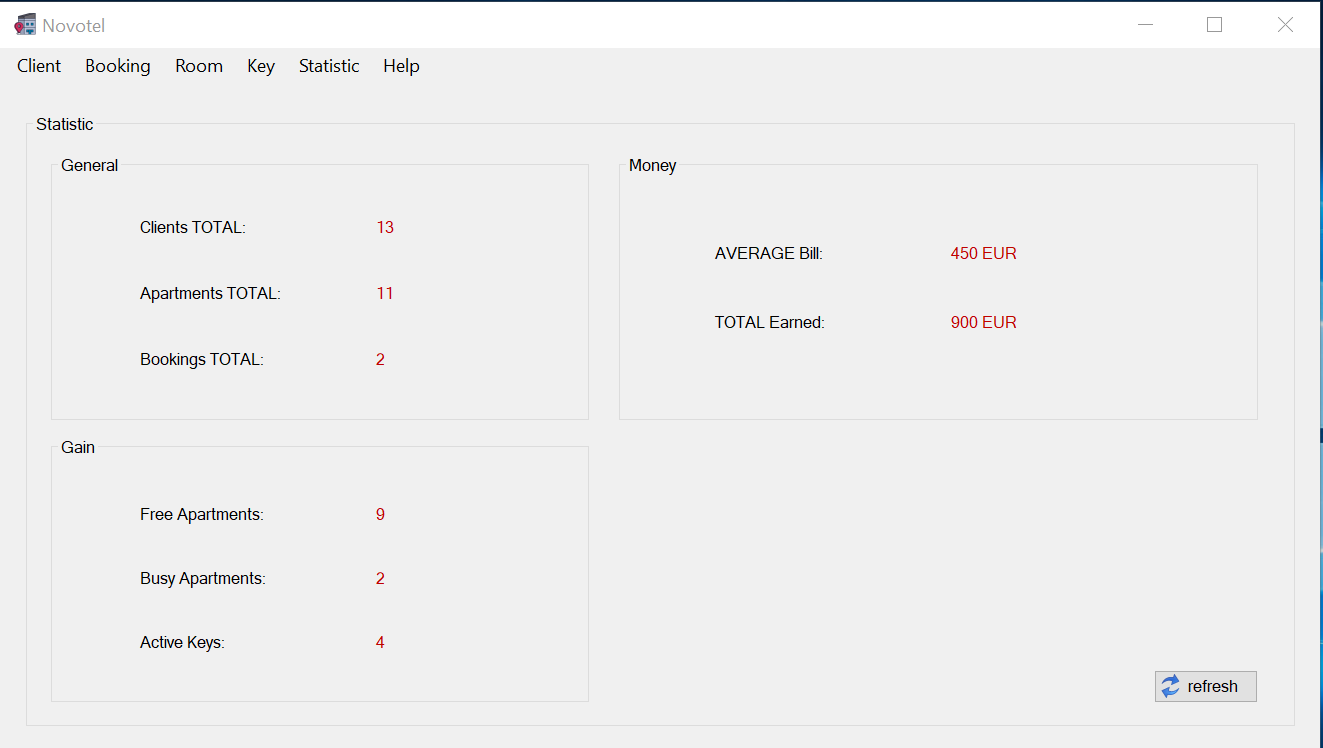 Novotel
Client Booking Room Key Statistic Help
Statistic
General
Clients TOTAL: 13
Apartments TOTAL: 11
Bookings TOTAL: 2
Money
AVERAGE Bill: 450 EUR
TOTAL Earned: 900 EUR
Gain
Free Apartments: 9
Busy Apartments: 2
Active Keys: 4
refresh